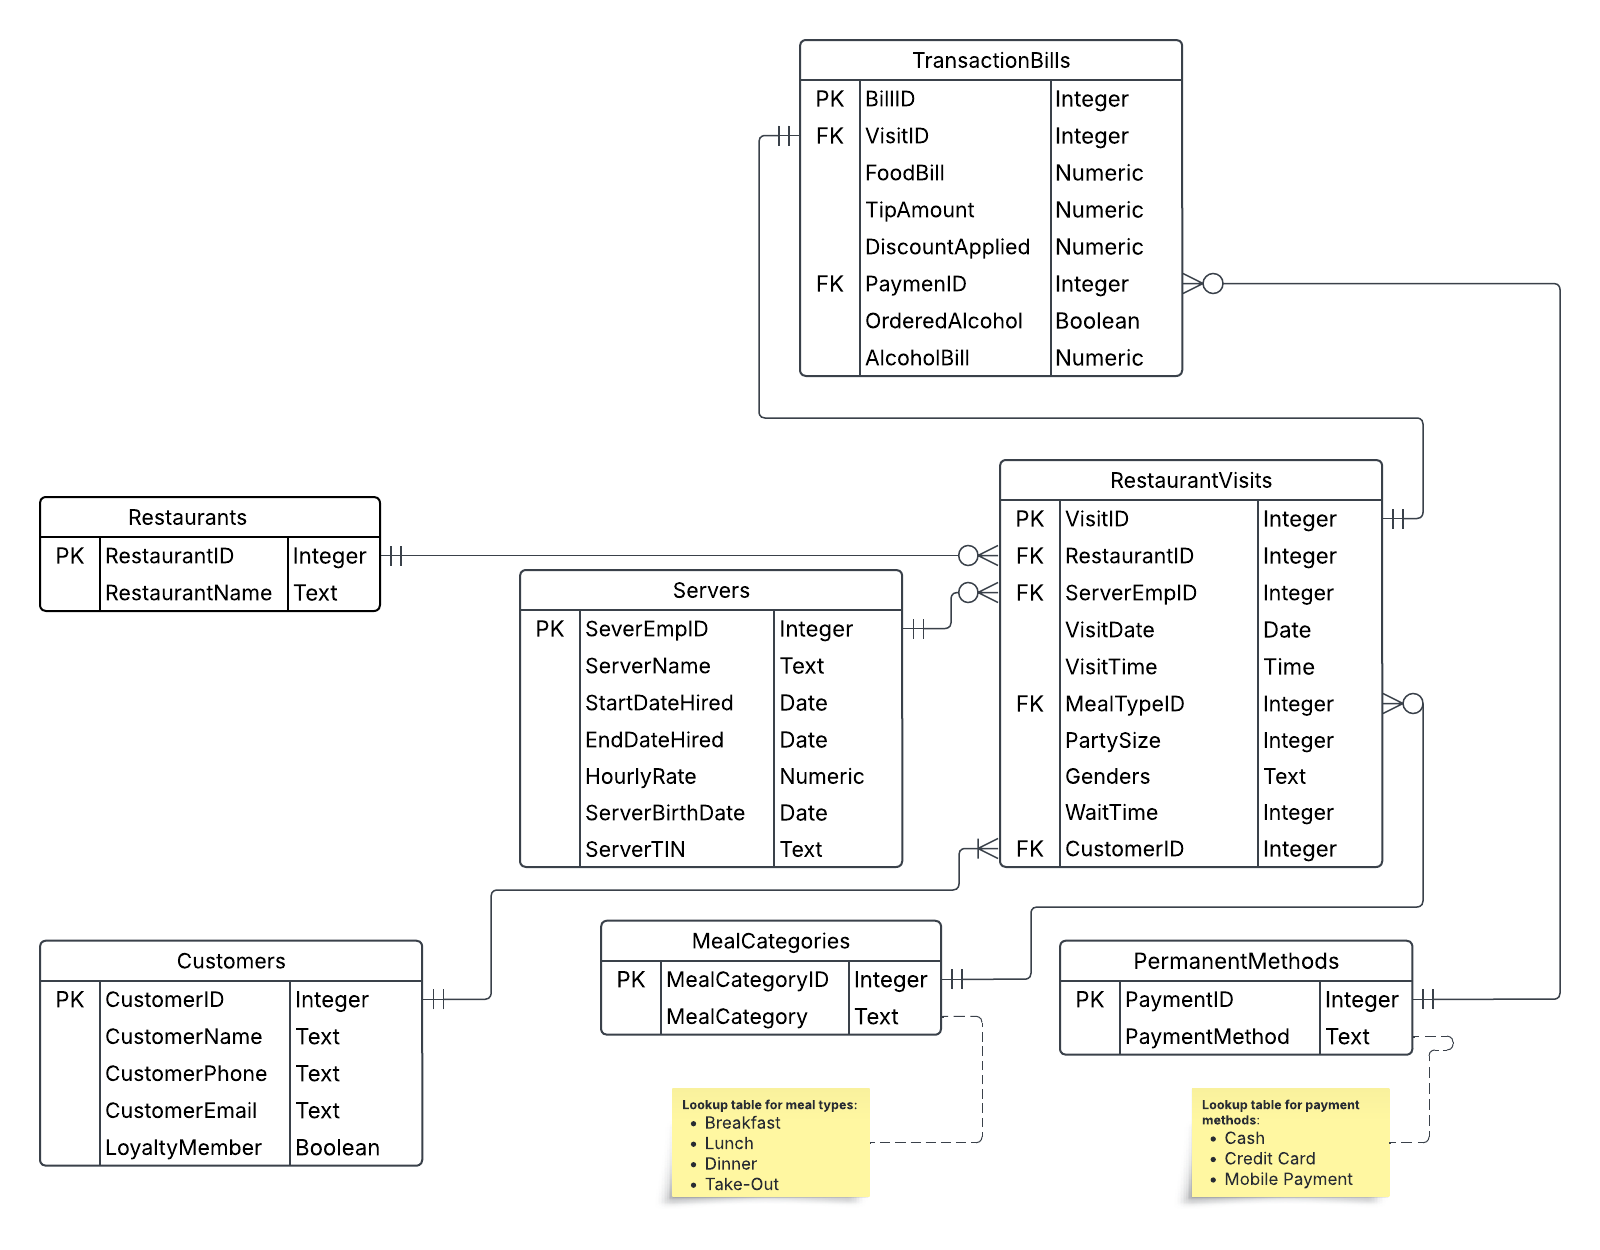 TransactionBills
PK BillID Integer
FK VisitID Integer
FoodBill Numeric
TipAmount Numeric
DiscountApplied Numeric
FK PaymenID Integer
OrderedAlcohol Boolean
AlcoholBill Numeric
Restaurants
PK RestaurantID Integer
RestaurantName Text
Servers
PK SeverEmpID Integer
ServerName Text
StartDateHired Date
EndDateHired Date
HourlyRate Numeric
ServerBirthDate Date
ServerTIN Text
RestaurantVisits
PK VisitID Integer
FK RestaurantID Integer
FK ServerEmpID Integer
VisitDate Date
VisitTime Time
FK MealTypeID Integer
PartySize Integer
Genders Text
WaitTime Integer
FK CustomerID Integer
Customers
PK CustomerID Integer
CustomerName Text
CustomerPhone Text
CustomerEmail Text
LoyaltyMember Boolean
MealCategories
PK MealCategoryID Integer
MealCategory Text
PermanentMethods
PK PaymentID Integer
PaymentMethod Text
Lookup table for meal types:
• Breakfast
• Lunch
• Dinner
• Take-Out
Lookup table for payment
methods:
• Cash
• Credit Card
• Mobile Payment